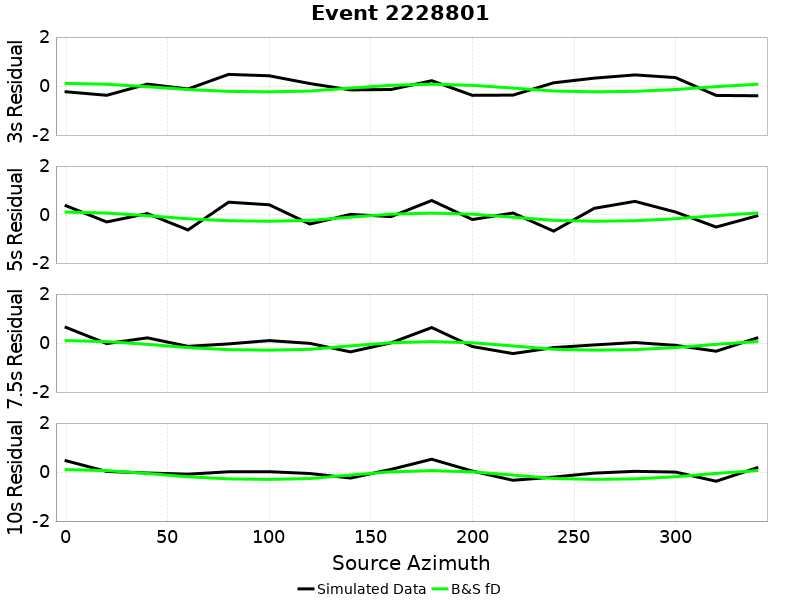 Event 2228801
2
0
-2
3s Residual
2
0
-2
5s Residual
2
0
-2
7.5s Residual
2
0
-2
10s Residual
0 50 100 150 200 250 300
Source Azimuth
Simulated Data B&S fD